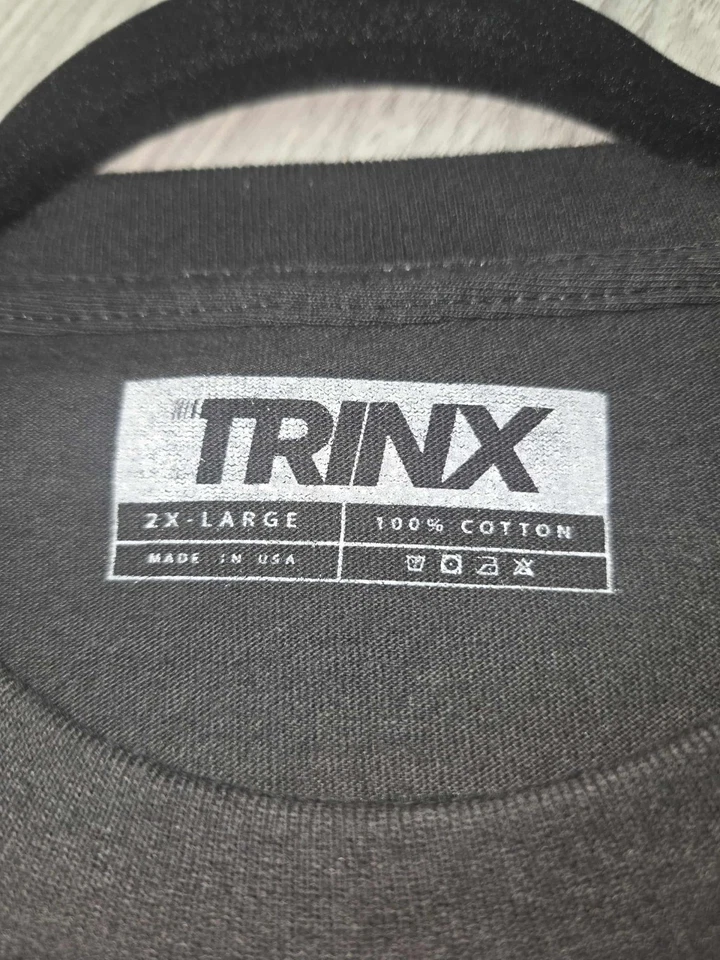 TRINX
2X-LARGE
100% COTTON
MADE IN USA